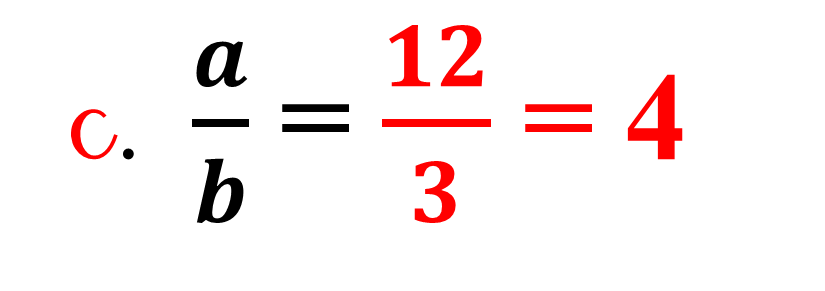 c. a/b = 12/3 = 4